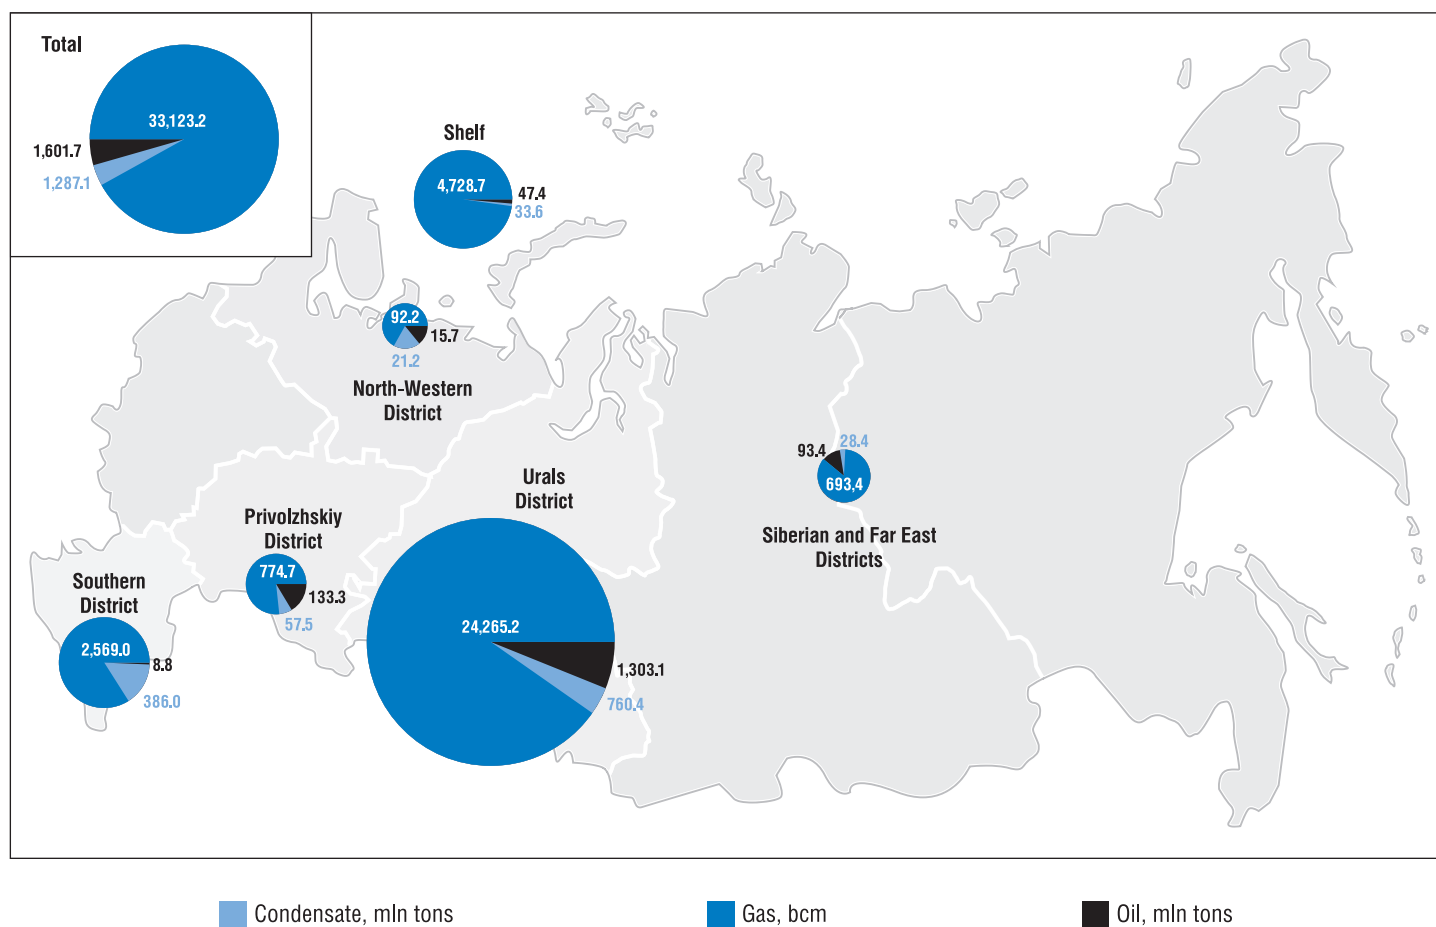 Total
33,123.2
1,601.7
1,287.1
Shelf
4,728.7
47.4
33.6
92.2
15.7
21.2
North-Western
District
Urals
District
24,265.2
1,303.1
760.4
93.4
28.4
693,4
Siberian and Far East
Districts
Privolzhskiy
District
774.7
133.3
57.5
Southern
District
2,569.0
8.8
386.0
Condensate, mln tons
Gas, bcm
Oil, mln tons